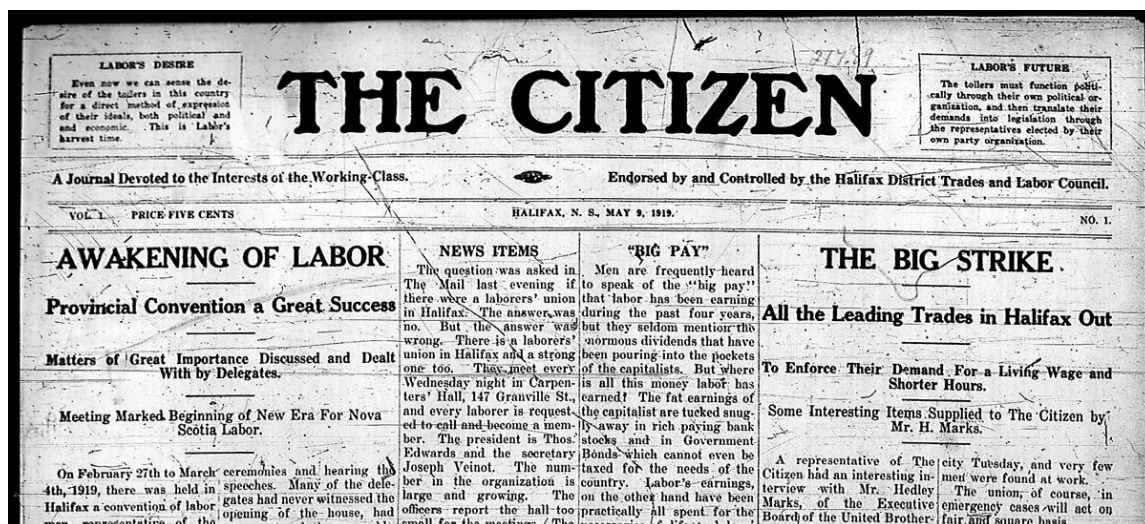 LABOR'S DESIRE
Even now we can sense the de-
sire of the toilers in this country
for a direct method of expression
of their ideals, both political and
and economic. This is Labor's
harvest time.
THE CITIZEN
LABOR'S FUTURE
The toilers must function politi-
cally through their own political or-
ganization, and then translate their
demands into legislation through
the representatives elected by their
own party organization.
A Journal Devoted to the Interests of the Working-Class.
Endorsed by and Controlled by the Halifax District Trades and Labor Council.
VOL. 1. PRICE FIVE CENTS
HALIFAX, N. S., MAY 9, 1919.
NO. 1.
AWAKENING OF LABOR
Provincial Convention a Great Success
Matters of Great Importance Discussed and Dealt
With by Delegates.
Meeting Marked Beginning of New Era For Nova
Scotia Labor.
On February 27th to March
4th, 1919, there was held in
Halifax a convention of labor
men, representative of the
ceremonies and hearing the
speeches. Many of the dele-
gates had never witnessed the
opening of the house, had
NEWS ITEMS
The question was asked in
The Mail last evening if
there were a laborers' union
in Halifax. The answer was
no. But the answer was
wrong. There is a laborers'
union in Halifax and a strong
one too. They meet every
Wednesday night in Carpen-
ters' Hall, 147 Granville St.,
and every laborer is request-
ed to call and become a mem-
ber. The president is Thos.
Edwards and the secretary
Joseph Veinot. The num-
ber in the organization is
large and growing. The
officers report the hall too
small for the meetings. The
"BIG PAY"
Men are frequently heard
to speak of the "big pay"
that labor has been earning
during the past four years,
but they seldom mention the
normous dividends that have
been pouring into the pockets
of the capitalists. But where
is all this money labor has
earned? The fat earnings of
the capitalist are tucked snug-
ly away in rich paying bank
stocks and in Government
Bonds which cannot even be
taxed for the needs of the
country. Labor's earnings,
on the other hand have been
practically all spent for the
THE BIG STRIKE
All the Leading Trades in Halifax Out
To Enforce Their Demand For a Living Wage and
Shorter Hours.
Some Interesting Items Supplied to The Citizen by
Mr. H. Marks.
A representative of The
Citizen had an interesting in-
terview with Mr. Hedley
Marks, of the Executive
Board of the United Brother-
city Tuesday, and very few
men were found at work.
The union, of course, in
emergency cases will act on
fair and square basis